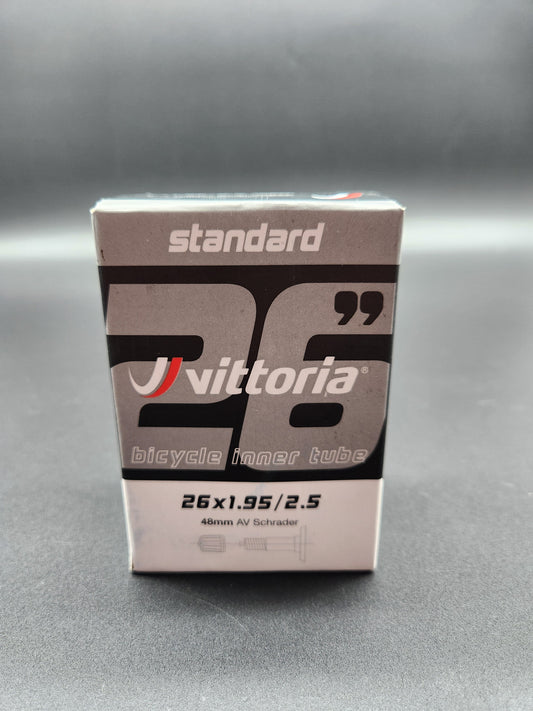 standard
26”
vittoria®
bicycle inner tube
26x1.95/2.5
48mm AV Schrader